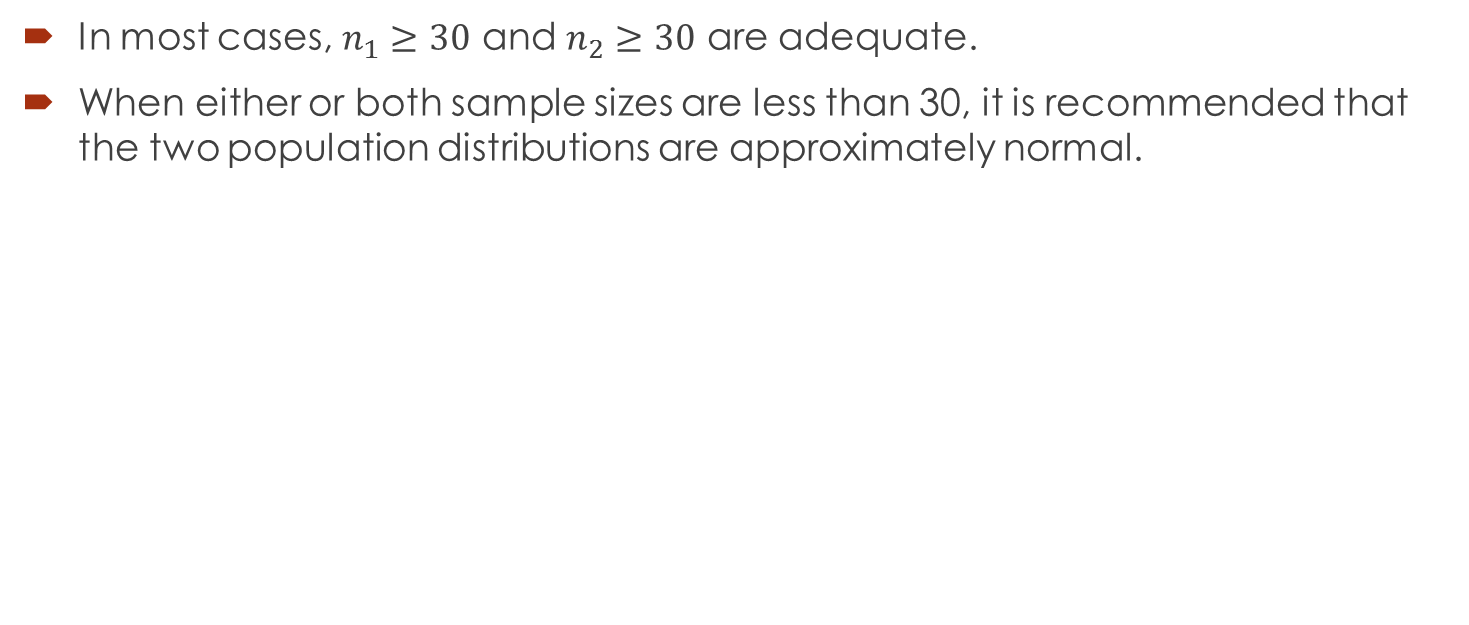 In most cases, n₁ ≥ 30 and n₂ ≥ 30 are adequate.
When either or both sample sizes are less than 30, it is recommended that
the two population distributions are approximately normal.